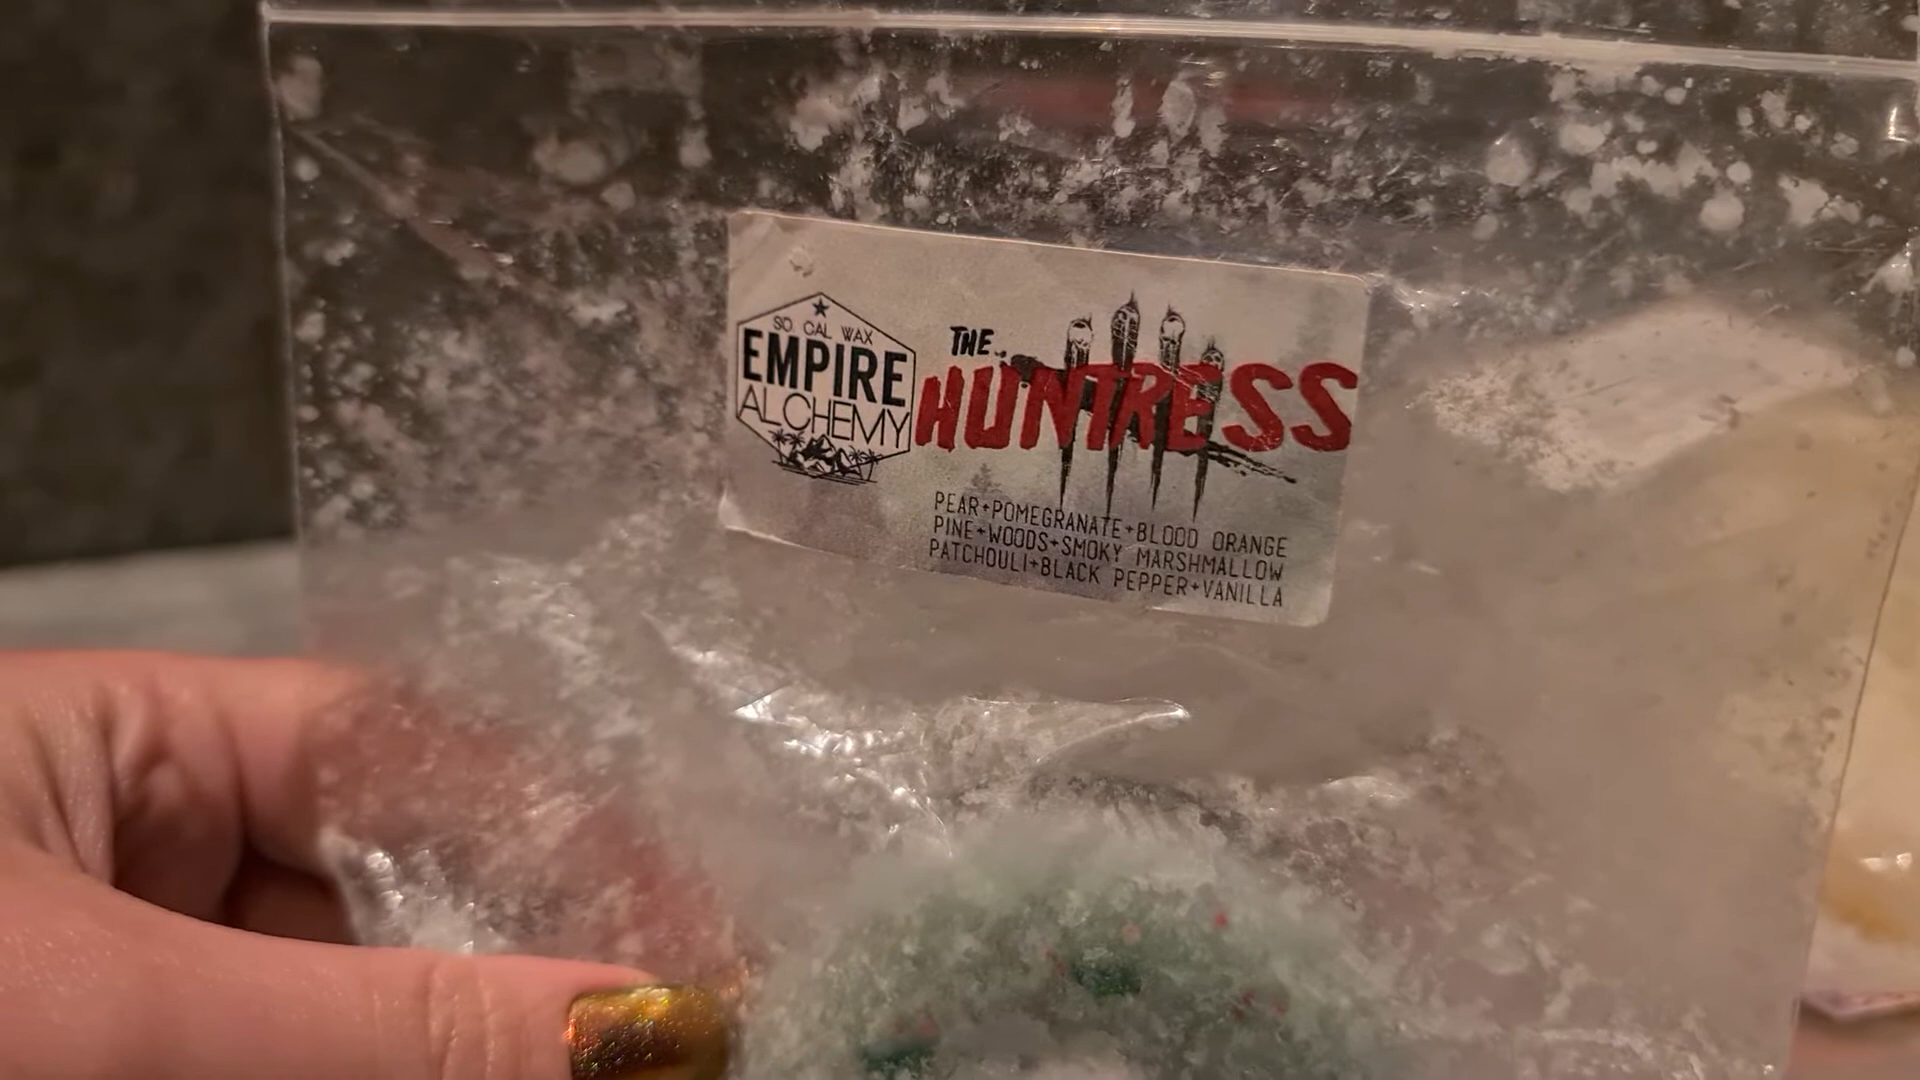 SO. CAL WAX
EMPIRE
ALCHEMY
THE
HUNTRESS
PEAR+POMEGRANATE+BLOOD ORANGE
PINE+WOODS+SMOKY MARSHMALLOW
PATCHOULI+BLACK PEPPER+VANILLA